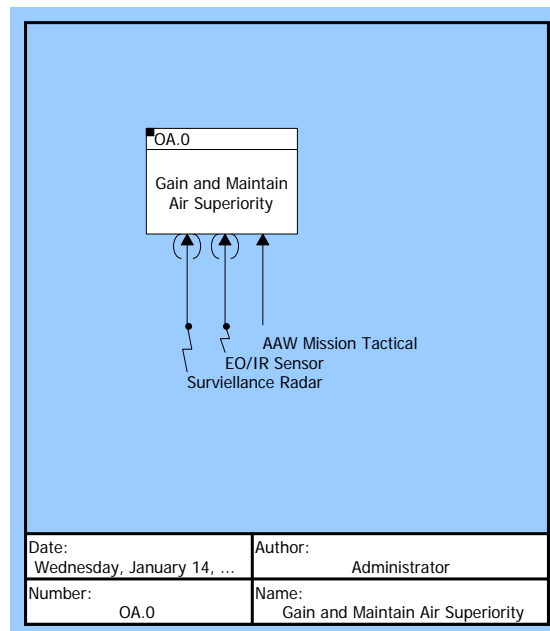 OA.0
Gain and Maintain
Air Superiority
AAW Mission Tactical
EO/IR Sensor
Surviellance Radar
Date:
Wednesday, January 14, ...
Author:
Administrator
Number:
OA.0
Name:
Gain and Maintain Air Superiority